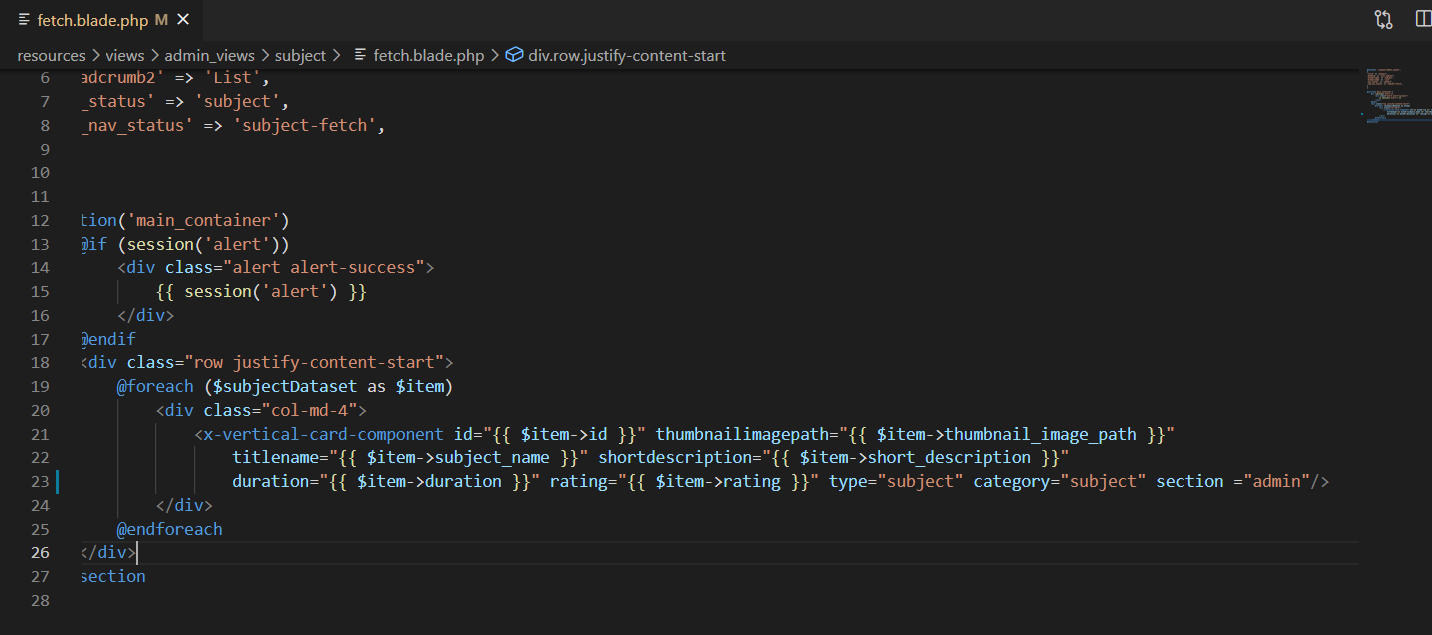 fetch.blade.php M
resources > views > admin_views > subject > fetch.blade.php > div.row.justify-content-start
6 adcrumb2' => 'List',
7 _status' => 'subject',
8 _nav_status' => 'subject-fetch',
9
10
11
12 tion('main_container')
13 @if (session('alert'))
14 <div class="alert alert-success">
15 {{ session('alert') }}
16 </div>
17 @endif
18 <div class="row justify-content-start">
19 @foreach ($subjectDataset as $item)
20 <div class="col-md-4">
21 <x-vertical-card-component id="{{ $item->id }}" thumbnailimagepath="{{ $item->thumbnail_image_path }}"
22 titlename="{{ $item->subject_name }}" shortdescription="{{ $item->short_description }}"
23 duration="{{ $item->duration }}" rating="{{ $item->rating }}" type="subject" category="subject" section ="admin"/>
24 </div>
25 @endforeach
26 </div>
27 section
28